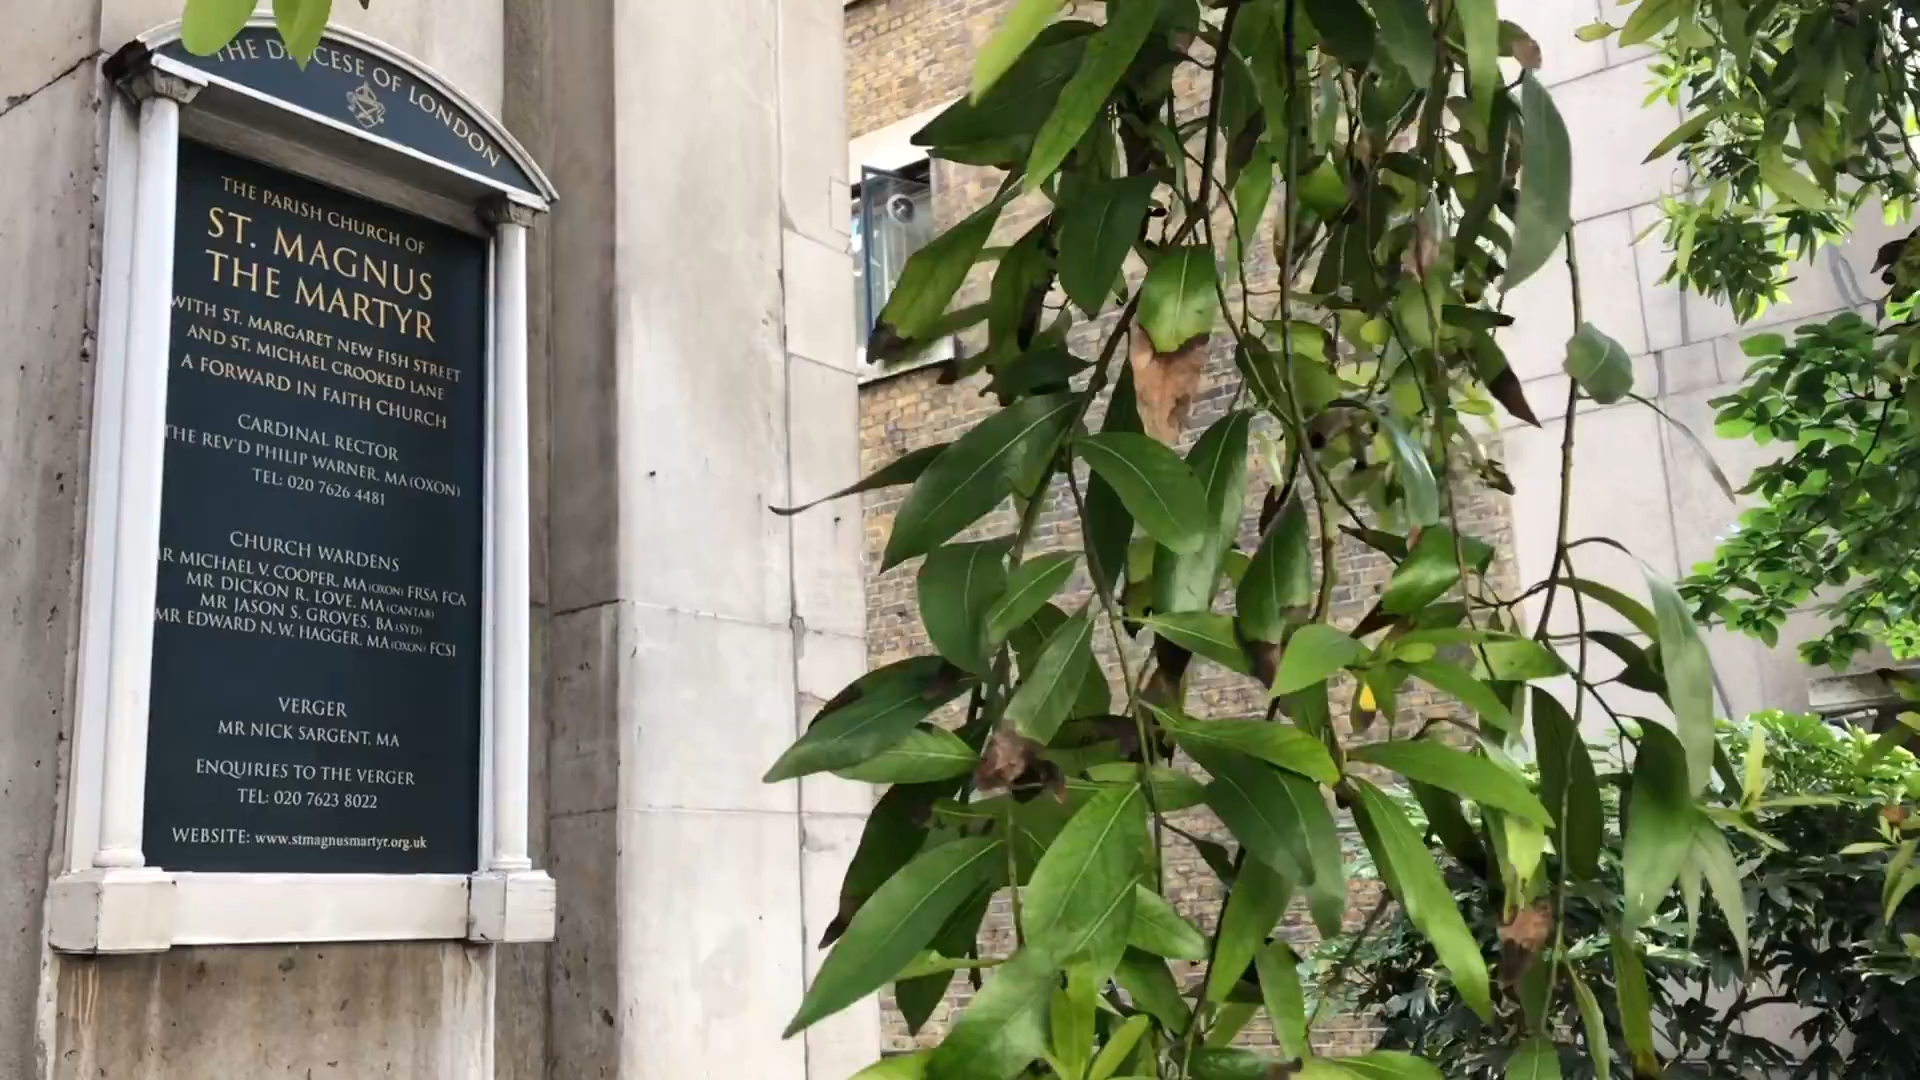 THE DIOCESE OF LONDON
THE PARISH CHURCH OF
ST. MAGNUS
THE MARTYR
WITH ST. MARGARET NEW FISH STREET
AND ST. MICHAEL CROOKED LANE
A FORWARD IN FAITH CHURCH
CARDINAL RECTOR
THE REV'D PHILIP WARNER, MA (OXON)
TEL: 020 7626 4481
CHURCH WARDENS
R MICHAEL V. COOPER, MA (OXON) FRSA FCA
MR DICKON R. LOVE, MA (CANTAB)
MR JASON S. GROVES, BA (SYD)
MR EDWARD N.W. HAGGER, MA (OXON) FCSI
VERGER
MR NICK SARGENT, MA
ENQUIRIES TO THE VERGER
TEL: 020 7623 8022
WEBSITE: www.stmagnusmartyr.org.uk